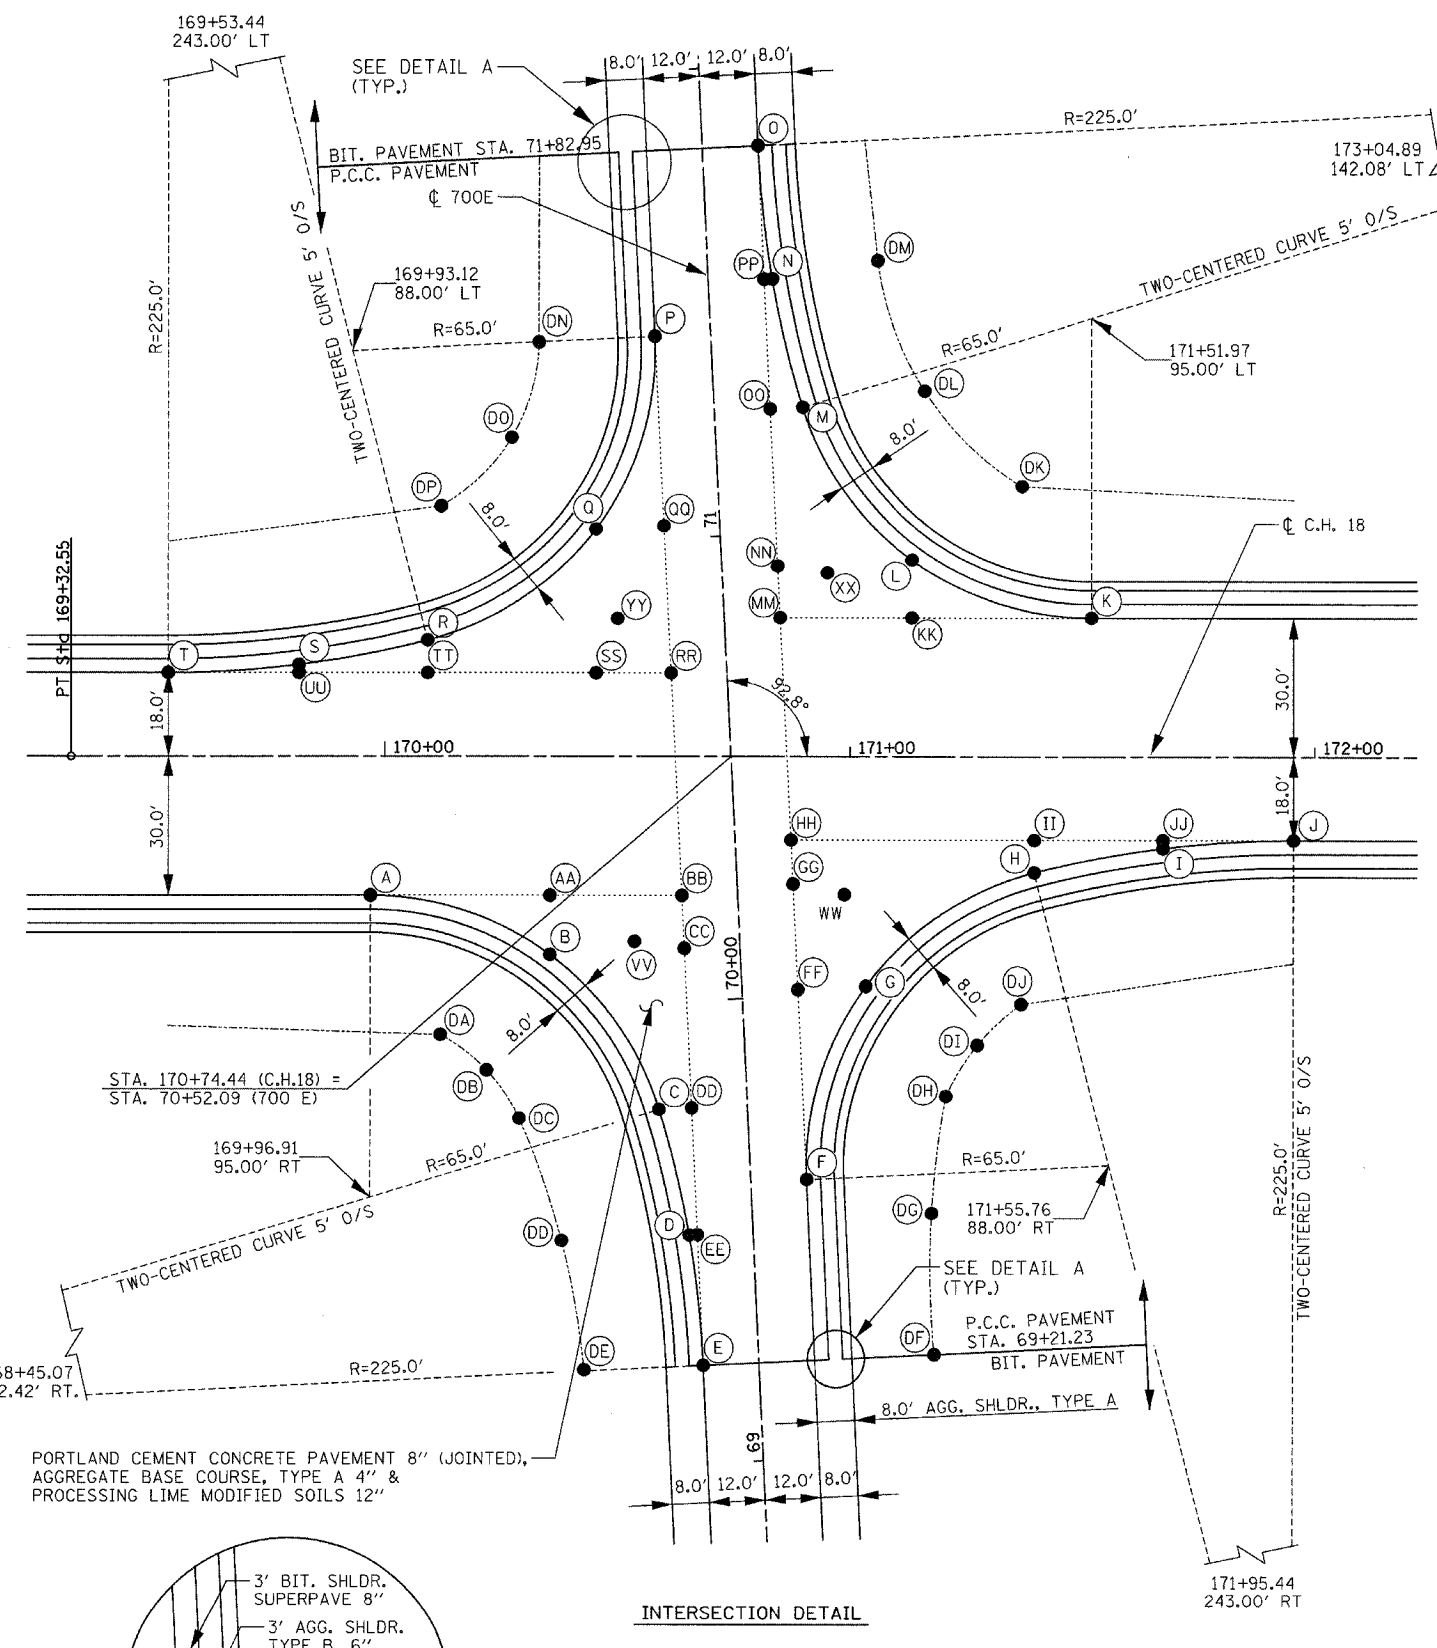 169+53.44
243.00' LT
SEE DETAIL A
(TYP.)
8.0' 12.0' 12.0' 8.0'
O
R=225.0'
173+04.89
142.08' LT
BIT. PAVEMENT STA. 71+82.95
P.C.C. PAVEMENT
℄ 700E
TWO-CENTERED CURVE 5' O/S
DM
PP
N
TWO-CENTERED CURVE 5' O/S
169+93.12
88.00' LT
R=225.0'
DN
P
R=65.0'
R=65.0'
171+51.97
95.00' LT
DL
OO
M
8.0'
DO
DK
DP
8.0'
Q
QQ
71
℄ C.H. 18
NN
XX
L
PT Sta 169+32.55
YY
MM
KK
K
R
T
S
TT
SS
RR
UU
92.8°
18.0'
30.0'
170+00
171+00
172+00
30.0'
18.0'
HH
II
JJ
J
H
I
GG
A
AA
BB
WW
B
CC
VV
70+00
FF
G
DJ
8.0'
8.0'
DA
DI
DB
DH
STA. 170+74.44 (C.H.18) =
STA. 70+52.09 (700 E)
C
DD
DC
169+96.91
95.00' RT
R=65.0'
F
R=65.0'
R=225.0'
TWO-CENTERED CURVE 5' O/S
171+55.76
88.00' RT
DG
D
EE
DD
TWO-CENTERED CURVE 5' O/S
SEE DETAIL A
(TYP.)
P.C.C. PAVEMENT
STA. 69+21.23
BIT. PAVEMENT
DF
E
DE
R=225.0'
68+45.07
2.42' RT.
8.0' AGG. SHLDR., TYPE A
69
PORTLAND CEMENT CONCRETE PAVEMENT 8" (JOINTED),
AGGREGATE BASE COURSE, TYPE A 4" &
PROCESSING LIME MODIFIED SOILS 12"
8.0' 12.0' 12.0' 8.0'
171+95.44
243.00' RT
3' BIT. SHLDR.
SUPERPAVE 8"
3' AGG. SHLDR.
TYPE B 6"
INTERSECTION DETAIL